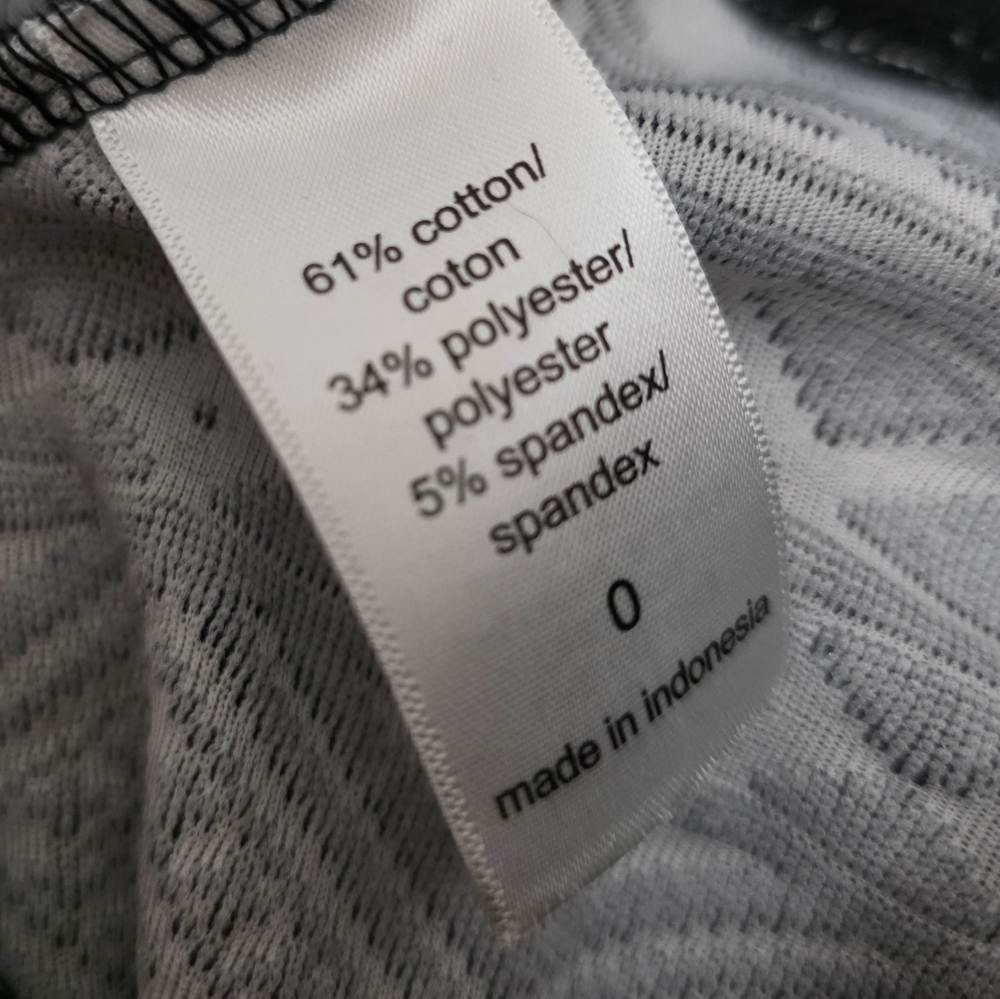 61% cotton/
coton
34% polyester/
polyester
5% spandex/
spandex
0
made in indonesia